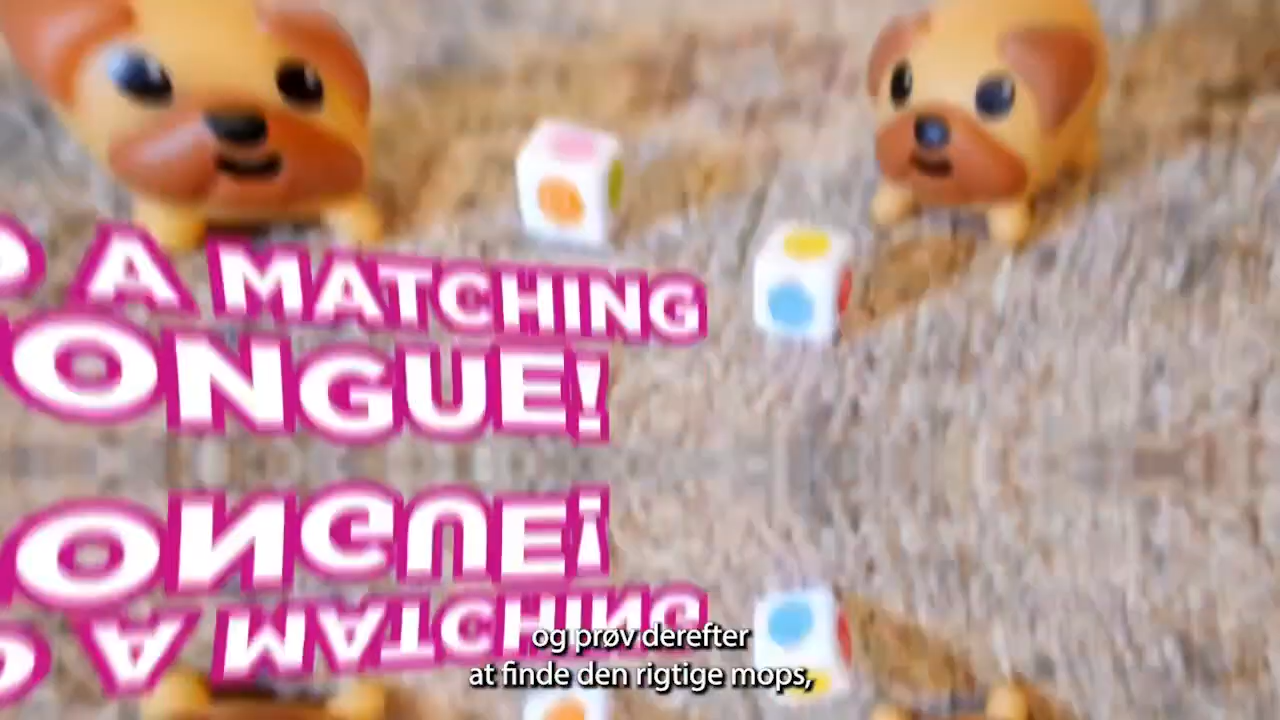 A MATCHING
ONGUE!
ONGUE!
A MATCHING
og prøv derefter
at finde den rigtige mops,